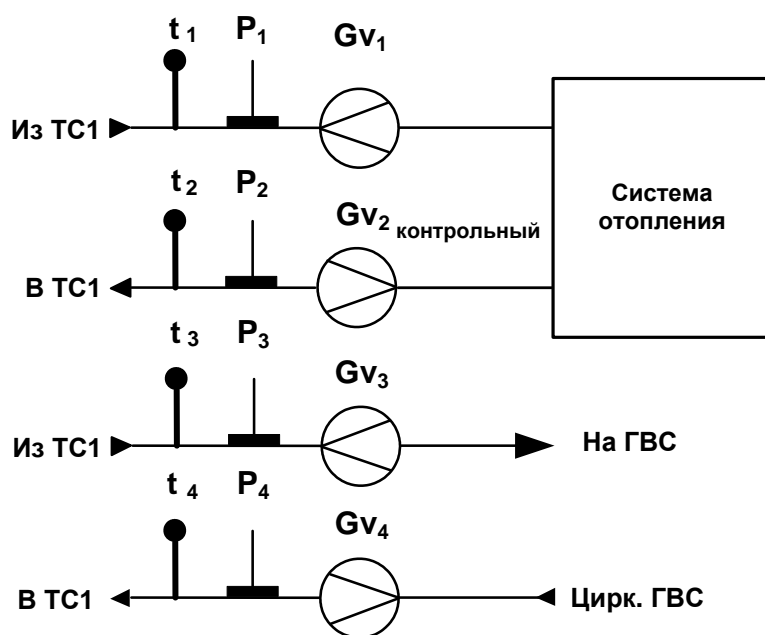 t 1 P1 Gv1
Из ТС1
t 2 P2 Gv2 контрольный
Система
отопления
В ТС1
t 3 P3 Gv3
Из ТС1
На ГВС
t 4 P4 Gv4
В ТС1
Цирк. ГВС